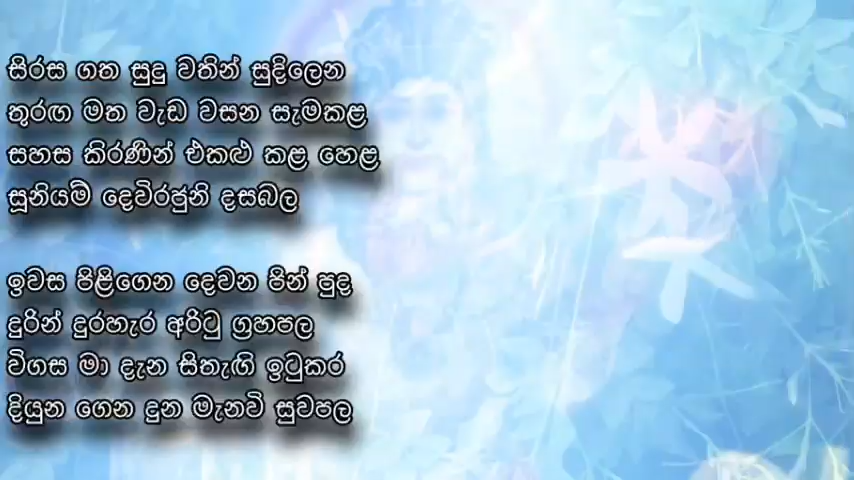 සිරස ගත සුදු වතින් සුදිලෙන
තුරඟ මත වැඩ වසන සැමකළ
සහස කිරණින් එකළු කළ හෙළ
සූනියම් දෙවිරජුනි දසබල
ඉවස පිළිගෙන දෙවන පින් පුද
දුරින් දුරහැර අරිටු ග්‍රහපල
විගස මා දැන සිතැඟි ඉටුකර
දියුන ගෙන දුන මැනවි සුවපල